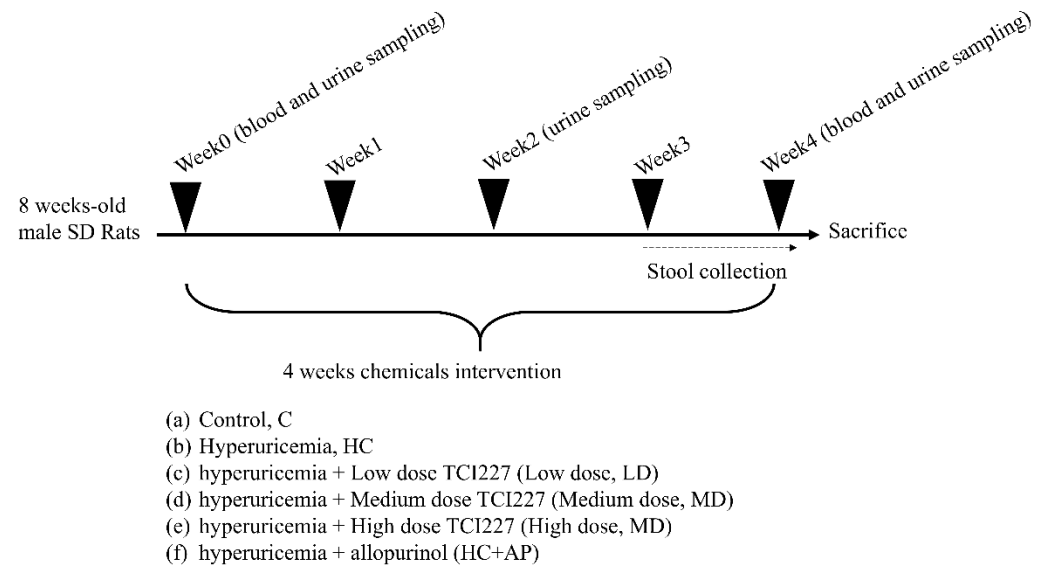 Week0 (blood and urine sampling)
Week1
Week2 (urine sampling)
Week3
Week4 (blood and urine sampling)
8 weeks-old
male SD Rats
Sacrifice
Stool collection
4 weeks chemicals intervention
(a) Control, C
(b) Hyperuricemia, HC
(c) hyperuricemia + Low dose TCI227 (Low dose, LD)
(d) hyperuricemia + Medium dose TCI227 (Medium dose, MD)
(e) hyperuricemia + High dose TCI227 (High dose, MD)
(f) hyperuricemia + allopurinol (HC+AP)